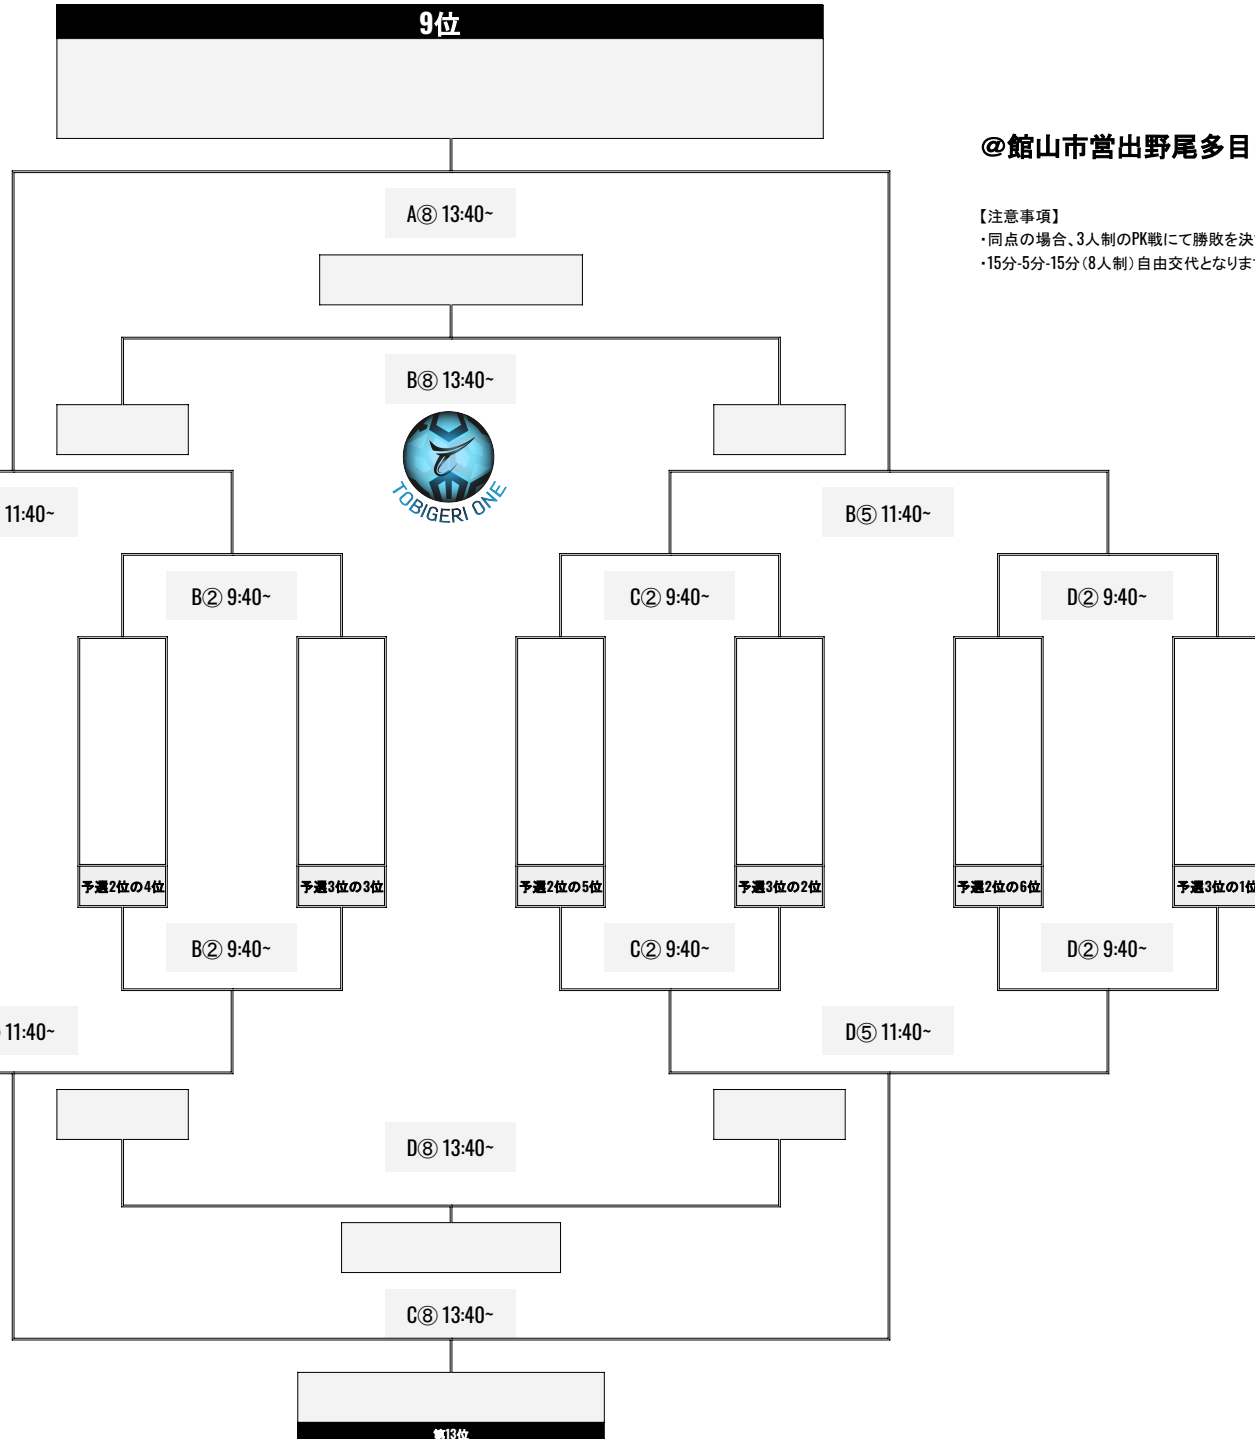 9位
@館山市営出野尾多目
【注意事項】
・同点の場合、3人制のPK戦にて勝敗を決
・15分-5分-15分(8人制)自由交代となりま
A⑧ 13:40~
B⑧ 13:40~
TOBIGERI ONE
11:40~
B⑤ 11:40~
B② 9:40~
C② 9:40~
D② 9:40~
予選2位の4位
予選3位の3位
予選2位の5位
予選3位の2位
予選2位の6位
予選3位の1位
B② 9:40~
C② 9:40~
D② 9:40~
11:40~
D⑤ 11:40~
D⑧ 13:40~
C⑧ 13:40~
第13位